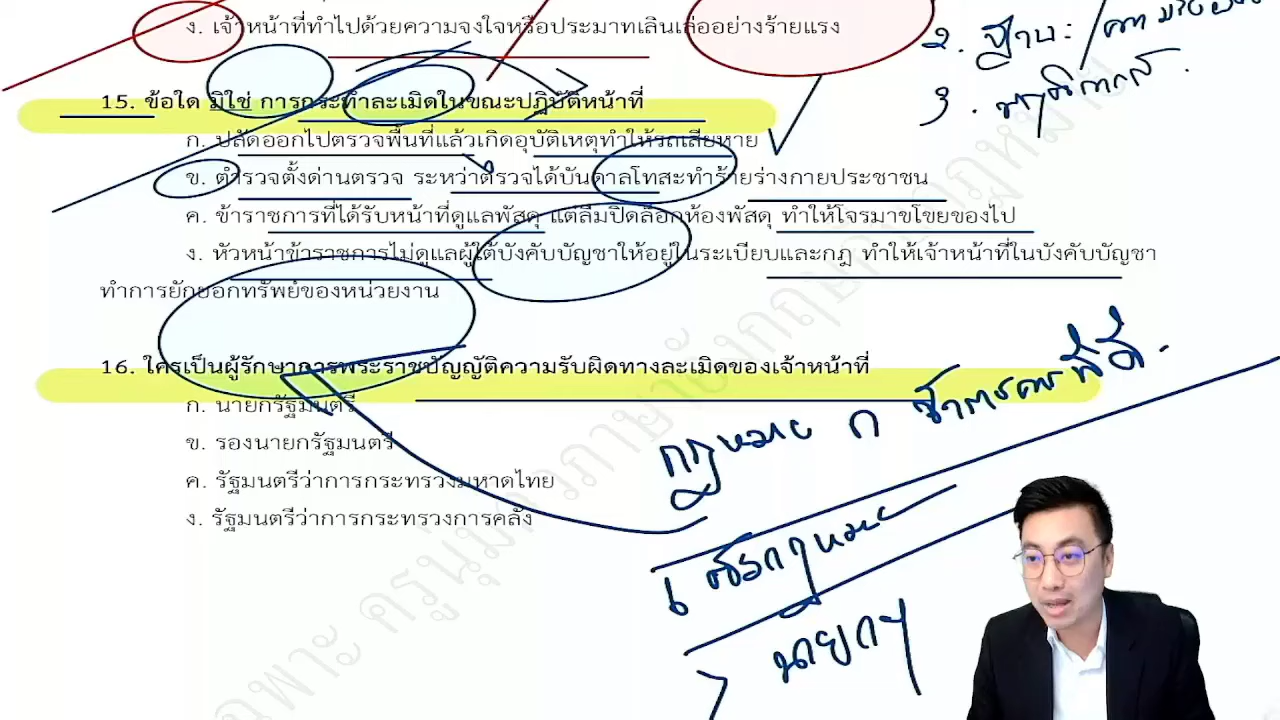 ง. เจ้าหน้าที่ทำไปด้วยความจงใจหรือประมาทเลินเล่ออย่างร้ายแรง
2. ฐานะ / ความ
3. พฤติการณ์
15. ข้อใด มิใช่ การกระทำละเมิดในขณะปฏิบัติหน้าที่
ก. ปลัดออกไปตรวจพื้นที่แล้วเกิดอุบัติเหตุทำให้รถเสียหาย
ข. ตำรวจตั้งด่านตรวจ ระหว่าตรวจได้บันดาลโทสะทำร้ายร่างกายประชาชน
ค. ข้าราชการที่ได้รับหน้าที่ดูแลพัสดุ แต่ลืมปิดล็อกห้องพัสดุ ทำให้โจรมาขโขยของไป
ง. หัวหน้าข้าราชการไม่ดูแลผู้ใต้บังคับบัญชาให้อยู่ในระเบียบและกฎ ทำให้เจ้าหน้าที่ในบังคับบัญชา
ทำการยักยอกทรัพย์ของหน่วยงาน
16. ใครเป็นผู้รักษาการพระราชบัญญัติความรับผิดทางละเมิดของเจ้าหน้าที่
ก. นายกรัฐมนตรี
ข. รองนายกรัฐมนตรี
ค. รัฐมนตรีว่าการกระทรวงมหาดไทย
ง. รัฐมนตรีว่าการกระทรวงการคลัง
กฎหมาย ก
นายกฯ